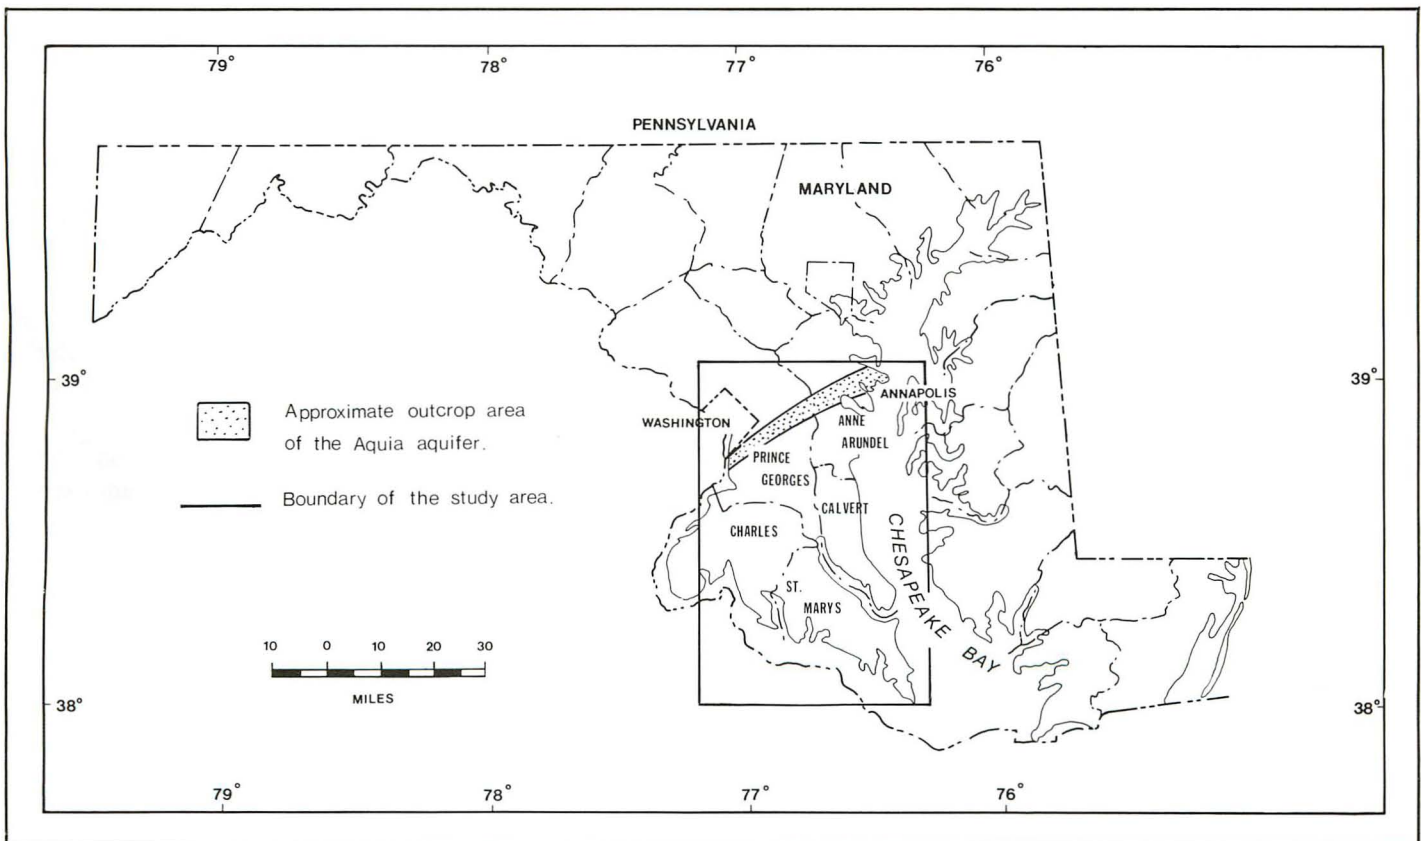 79° 78° 77° 76°
PENNSYLVANIA
MARYLAND
39° 39°
ANNAPOLIS
Approximate outcrop area
of the Aquia aquifer.
WASHINGTON
ANNE
ARUNDEL
PRINCE
GEORGES
Boundary of the study area.
CALVERT
CHARLES
CHESAPEAKE BAY
ST.
MARYS
10 0 10 20 30
MILES
38° 38°
79° 78° 77° 76°